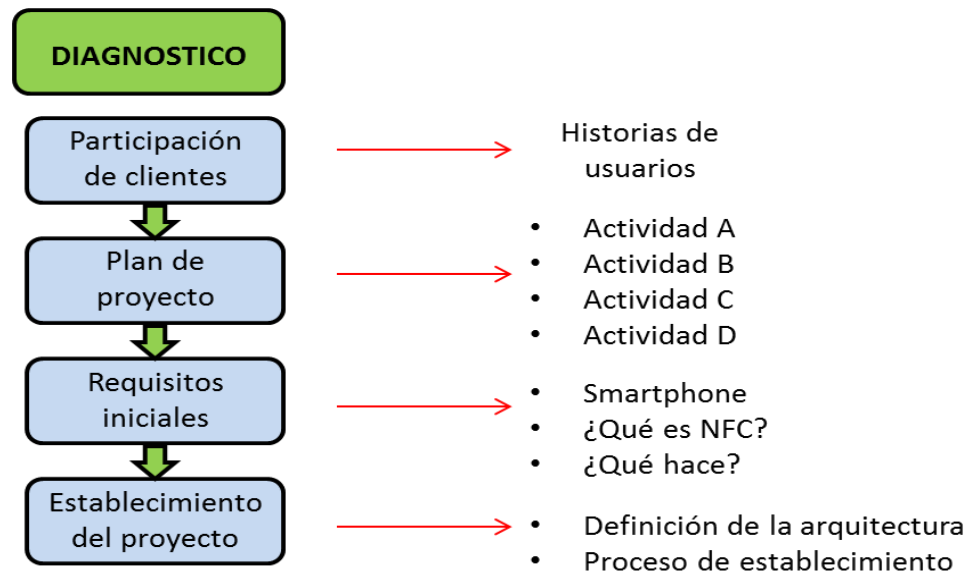 DIAGNOSTICO
Participación
de clientes
Historias de
usuarios
Plan de
proyecto
• Actividad A
• Actividad B
• Actividad C
• Actividad D
Requisitos
iniciales
• Smartphone
• ¿Qué es NFC?
• ¿Qué hace?
Establecimiento
del proyecto
• Definición de la arquitectura
• Proceso de establecimiento